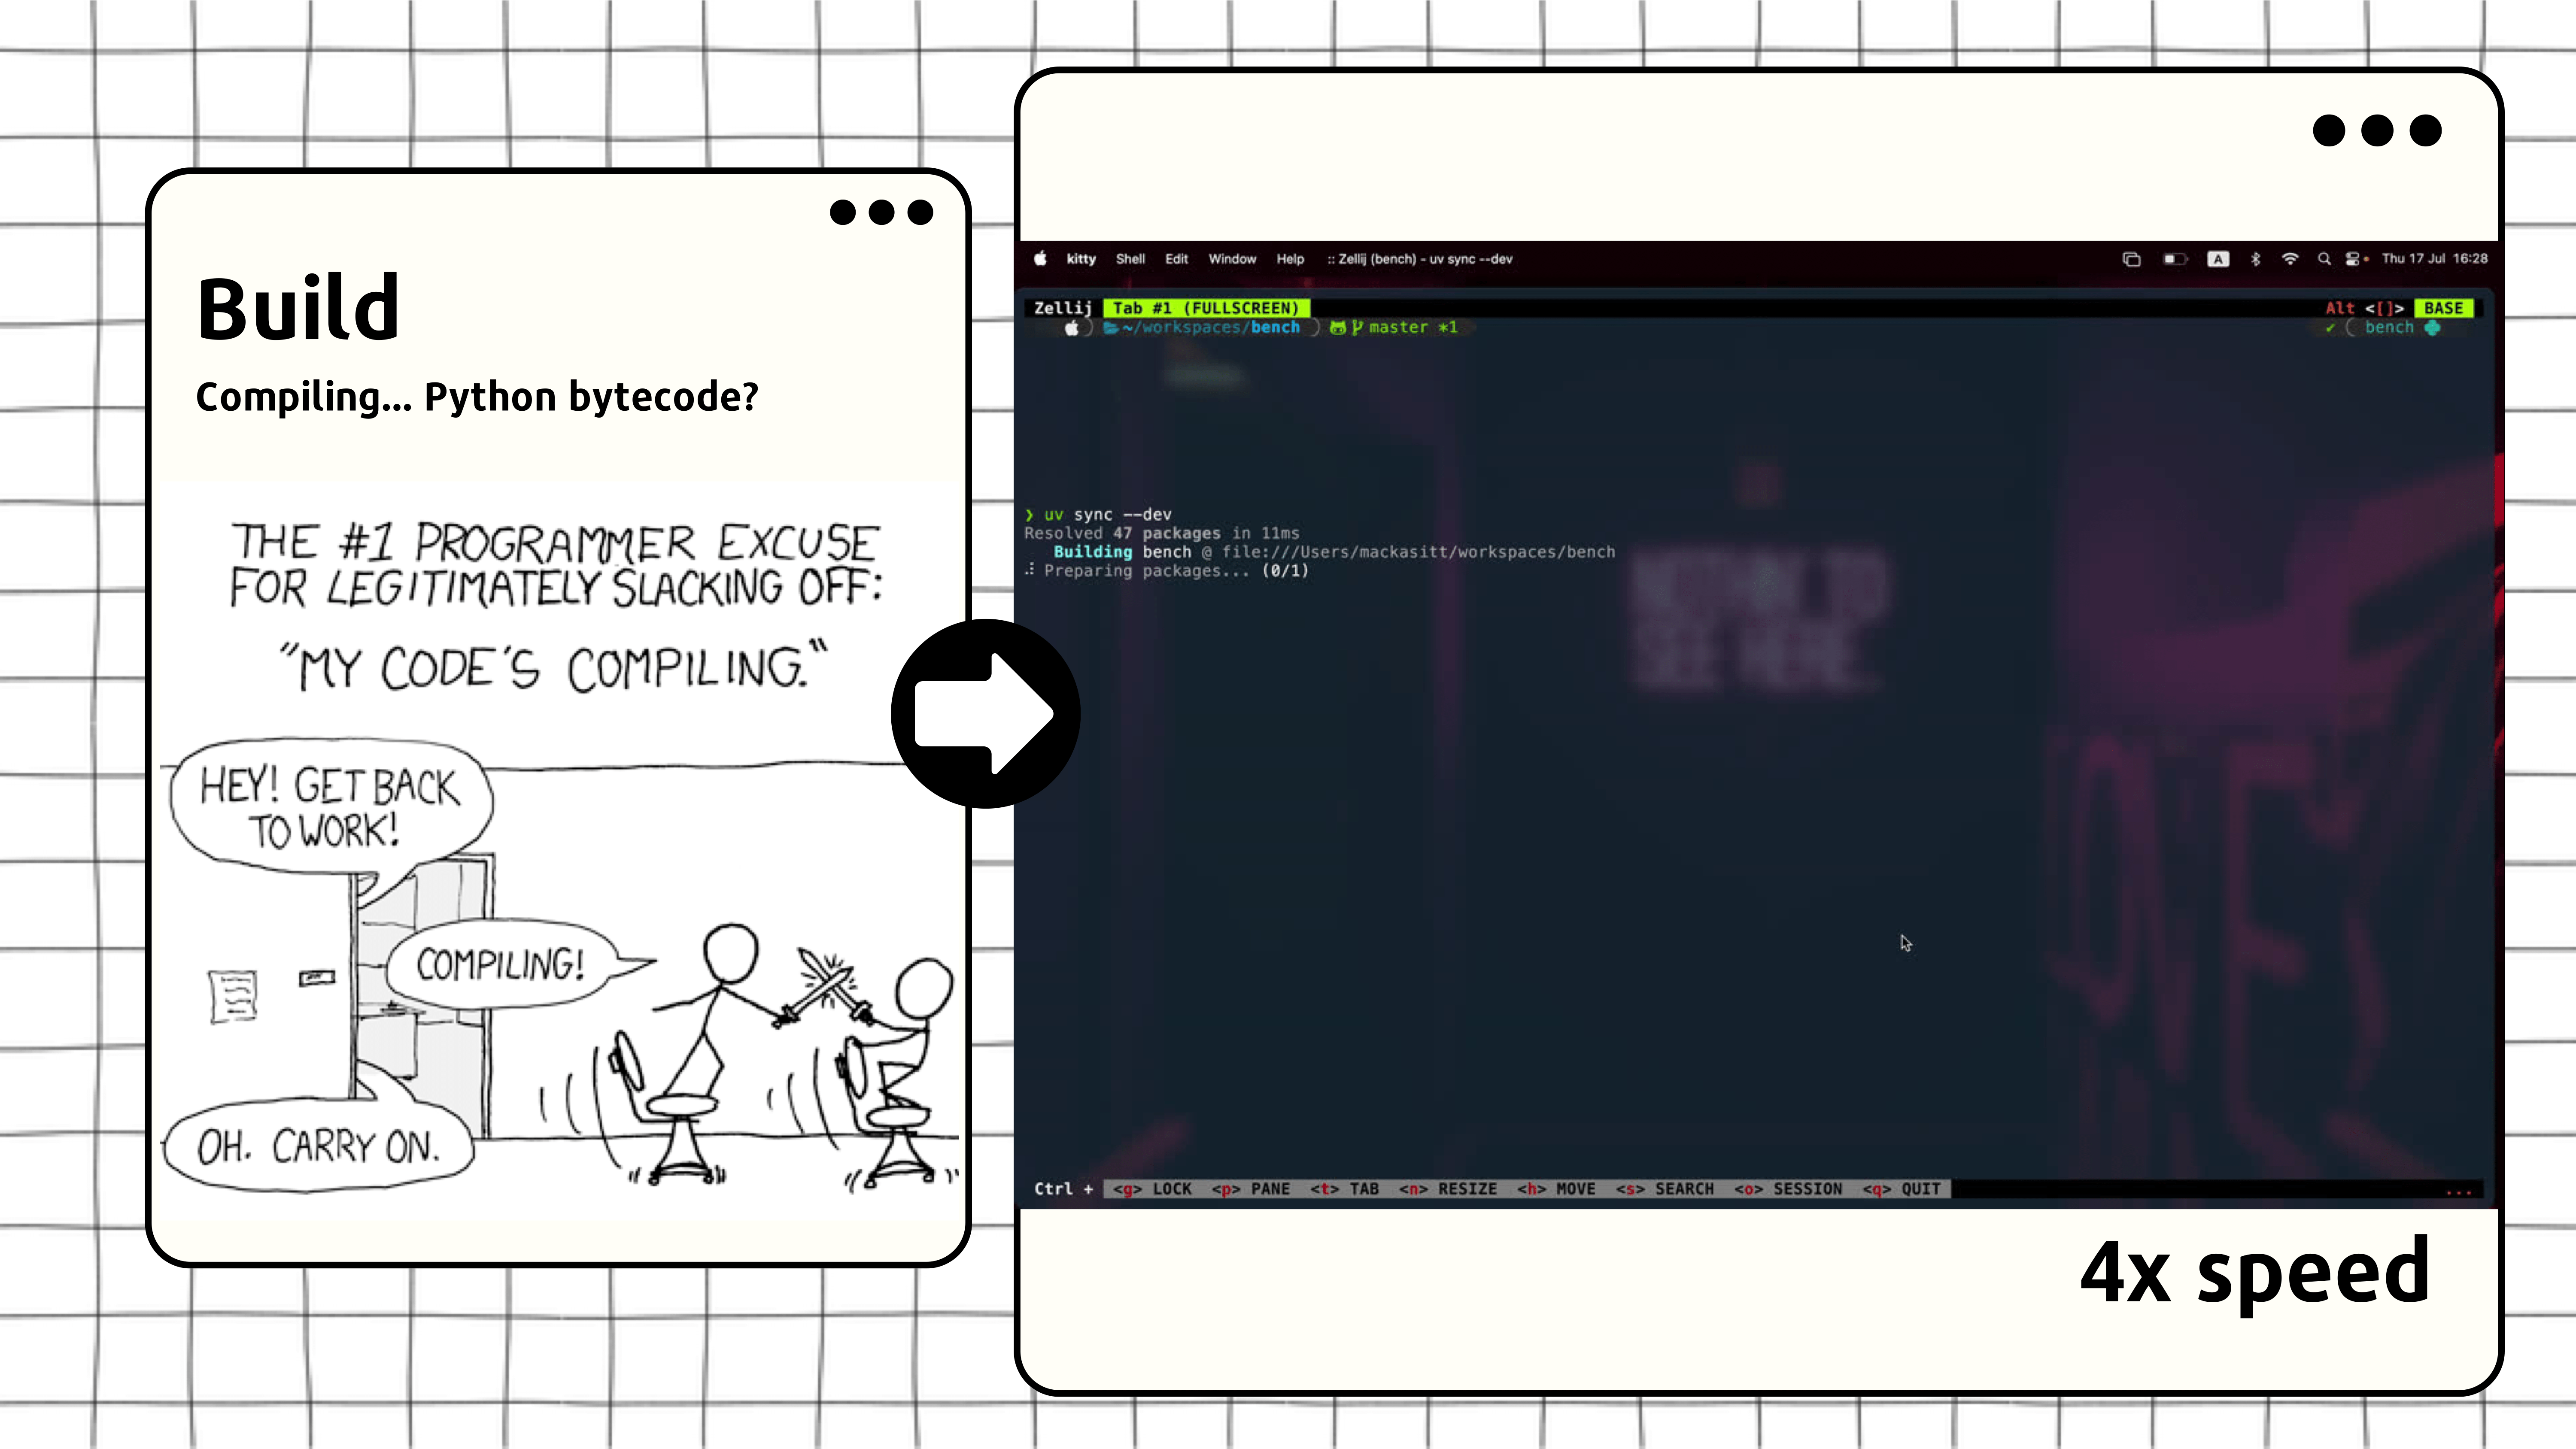 Build
Compiling... Python bytecode?
THE #1 PROGRAMMER EXCUSE
FOR LEGITIMATELY SLACKING OFF:
"MY CODE'S COMPILING."
HEY! GET BACK
TO WORK!
COMPILING!
OH. CARRY ON.
kitty Shell Edit Window Help :: Zellij (bench) - uv sync --dev A Thu 17 Jul 16:28
Zellij Tab #1 (FULLSCREEN) Alt <[]> BASE
~/workspaces/bench master *1 ✔ bench
❯ uv sync --dev
Resolved 47 packages in 11ms
Building bench @ file:///Users/mackasitt/workspaces/bench
Preparing packages... (0/1)
NOTHING TO
SEE HERE.
Ctrl + <g> LOCK <p> PANE <t> TAB <n> RESIZE <h> MOVE <s> SEARCH <o> SESSION <q> QUIT ...
4x speed